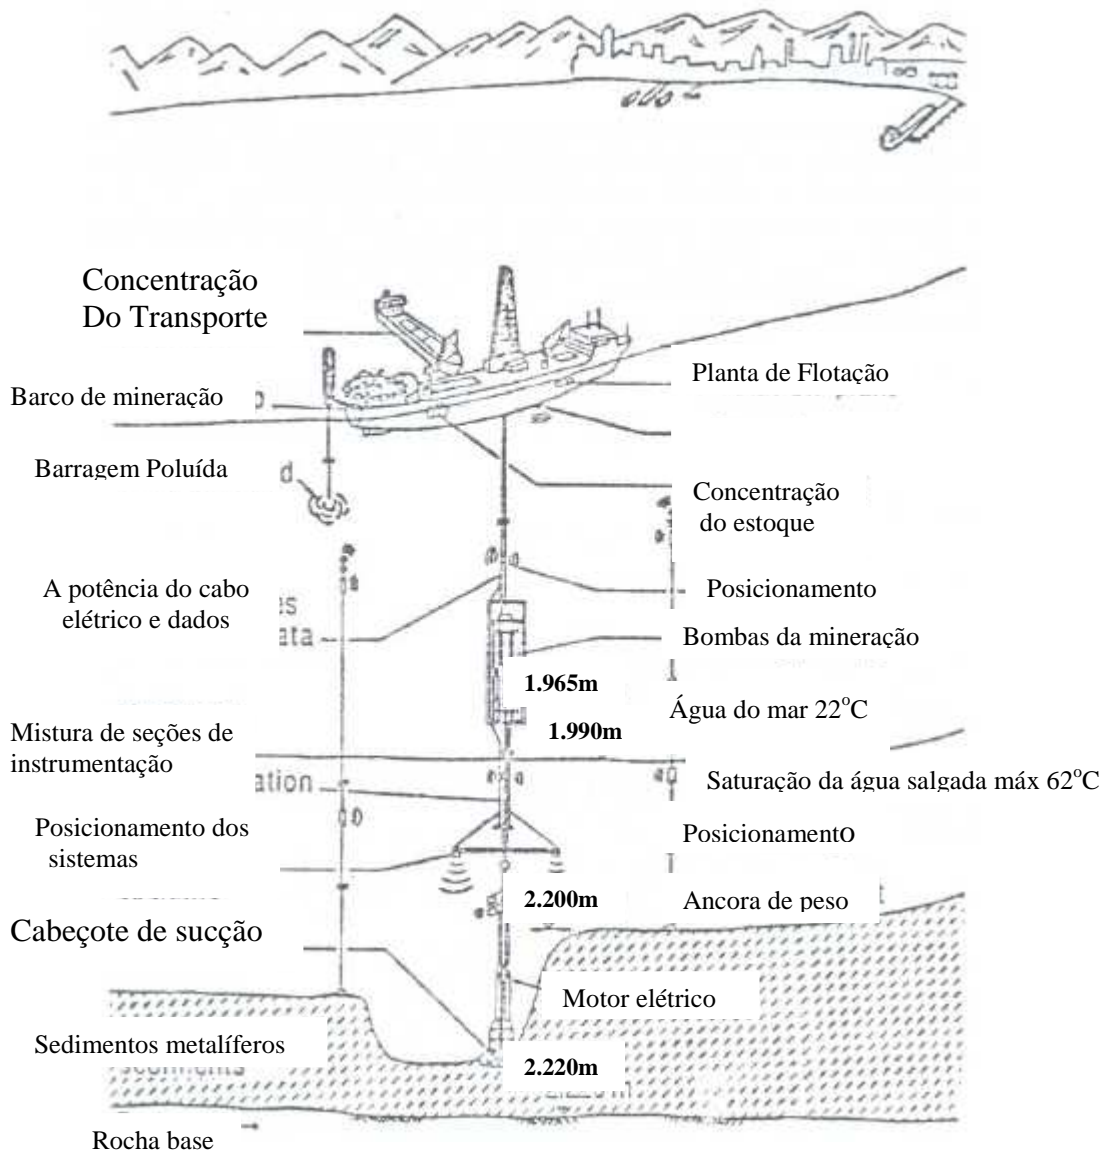 Concentração
Do Transporte
Planta de Flotação
Barco de mineração
Barragem Poluída
d
Concentração
do estoque
A potência do cabo
elétrico e dados
es
ata
Posicionamento
Bombas da mineração
1.965m
Água do mar 22°C
1.990m
Mistura de seções de
instrumentação
ation
Saturação da água salgada máx 62°C
Posicionamento dos
sistemas
Posicionamento
2.200m
Ancora de peso
Cabeçote de sucção
Motor elétrico
Sedimentos metalíferos
2.220m
Rocha base